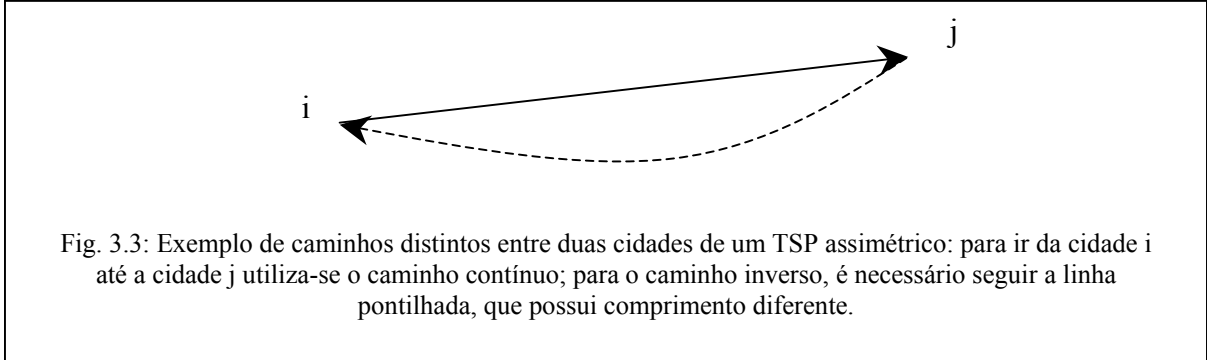 j
i
Fig. 3.3: Exemplo de caminhos distintos entre duas cidades de um TSP assimétrico: para ir da cidade i
até a cidade j utiliza-se o caminho contínuo; para o caminho inverso, é necessário seguir a linha
pontilhada, que possui comprimento diferente.